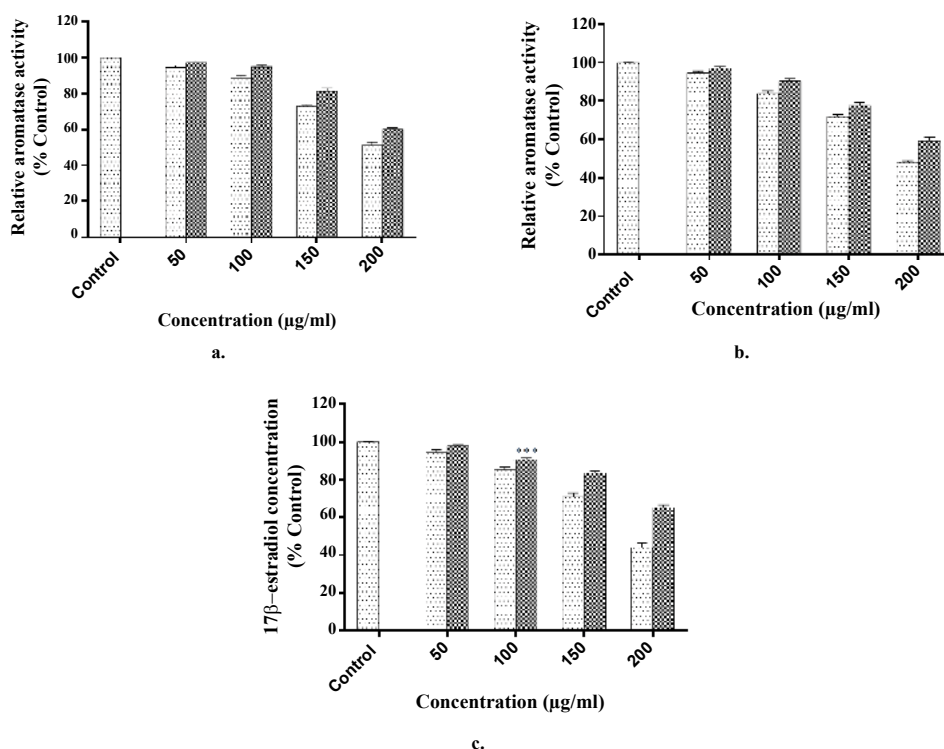 120
100
80
60
40
20
0
Relative aromatase activity
(% Control)
Control
50
100
150
200
Concentration (µg/ml)
a.
120
100
80
60
40
20
0
Relative aromatase activity
(% Control)
Control
50
100
150
200
Concentration (µg/ml)
b.
120
100
80
60
40
20
0
17β−estradiol concentration
(% Control)
***
Control
50
100
150
200
Concentration (µg/ml)
c.